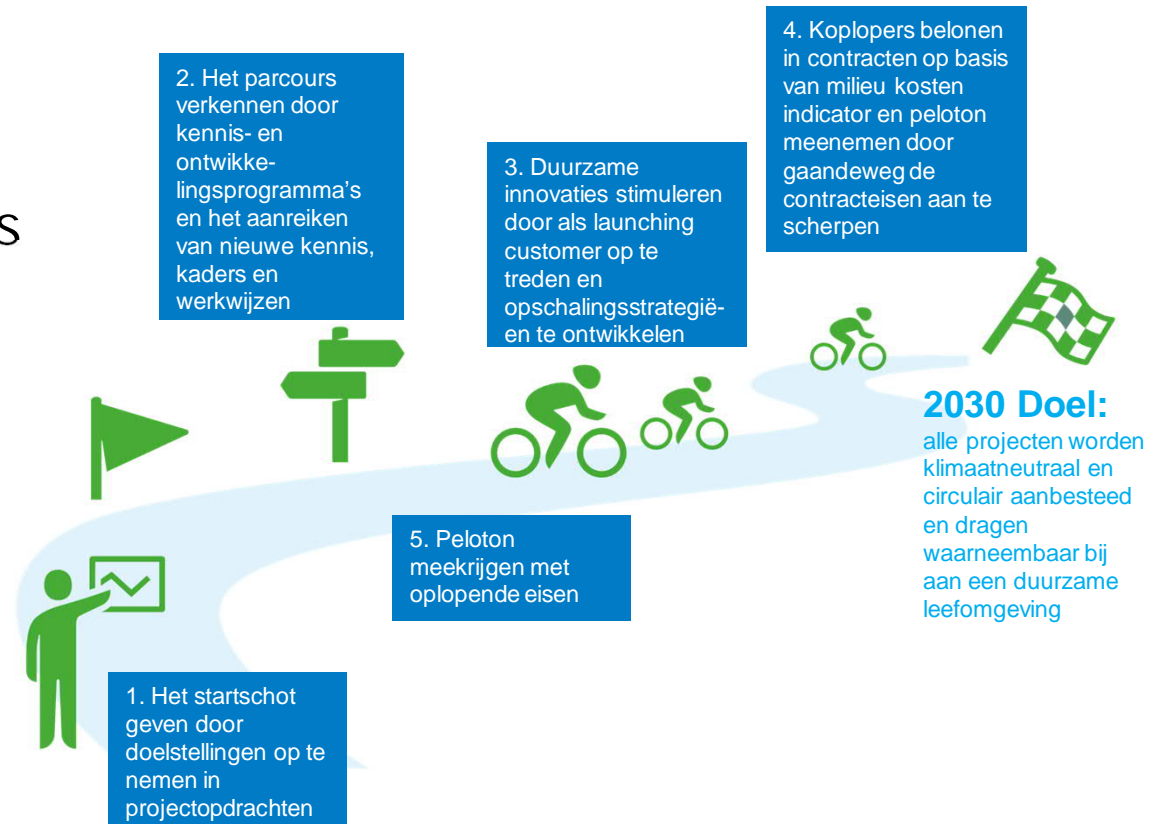 s
1. Het startschot
geven door
doelstellingen op te
nemen in
projectopdrachten
2. Het parcours
verkennen door
kennis- en
ontwikke-
lingsprogramma's
en het aanreiken
van nieuwe kennis,
kaders en
werkwijzen
3. Duurzame
innovaties stimuleren
door als launching
customer op te
treden en
opschalingsstrategië-
en te ontwikkelen
4. Koplopers belonen
in contracten op basis
van milieu kosten
indicator en peloton
meenemen door
gaandeweg de
contracteisen aan te
scherpen
5. Peloton
meekrijgen met
oplopende eisen
2030 Doel:
alle projecten worden
klimaatneutraal en
circulair aanbesteed
en dragen
waarneembaar bij
aan een duurzame
leefomgeving